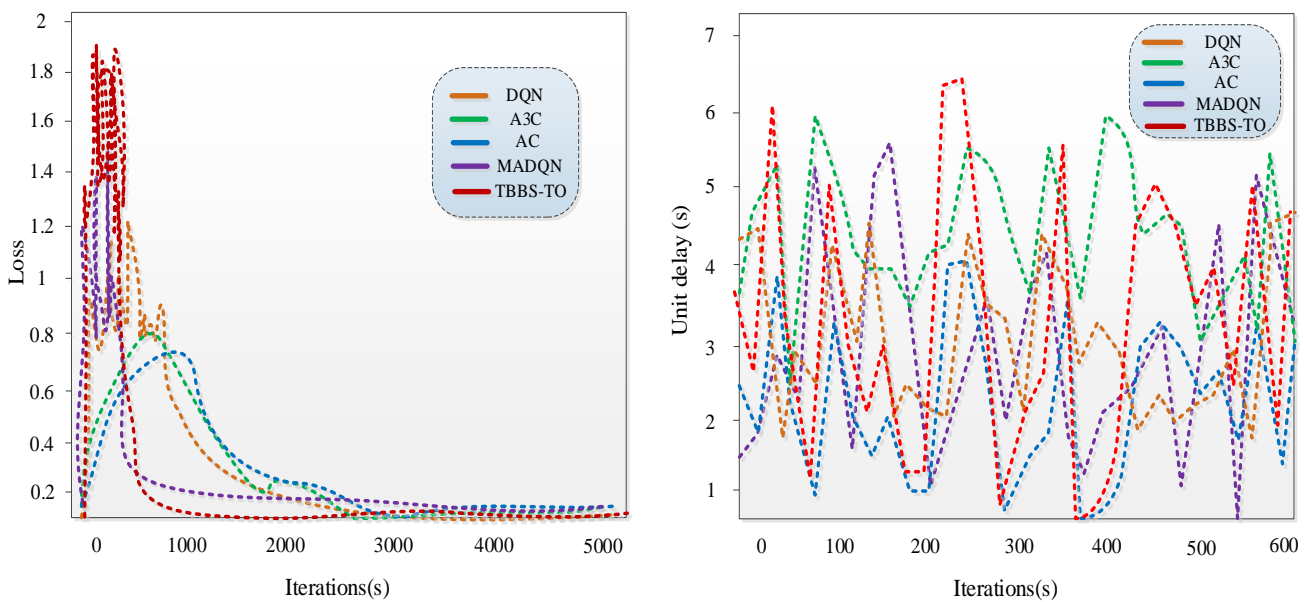 2
1.8
1.6
1.4
1.2
1
0.8
0.6
0.4
0.2
Loss
DQN
A3C
AC
MADQN
TBBS-TO
0 1000 2000 3000 4000 5000
Iterations(s)
7
6
5
4
3
2
1
Unit delay (s)
DQN
A3C
AC
MADQN
TBBS-TO
0 100 200 300 400 500 600
Iterations(s)